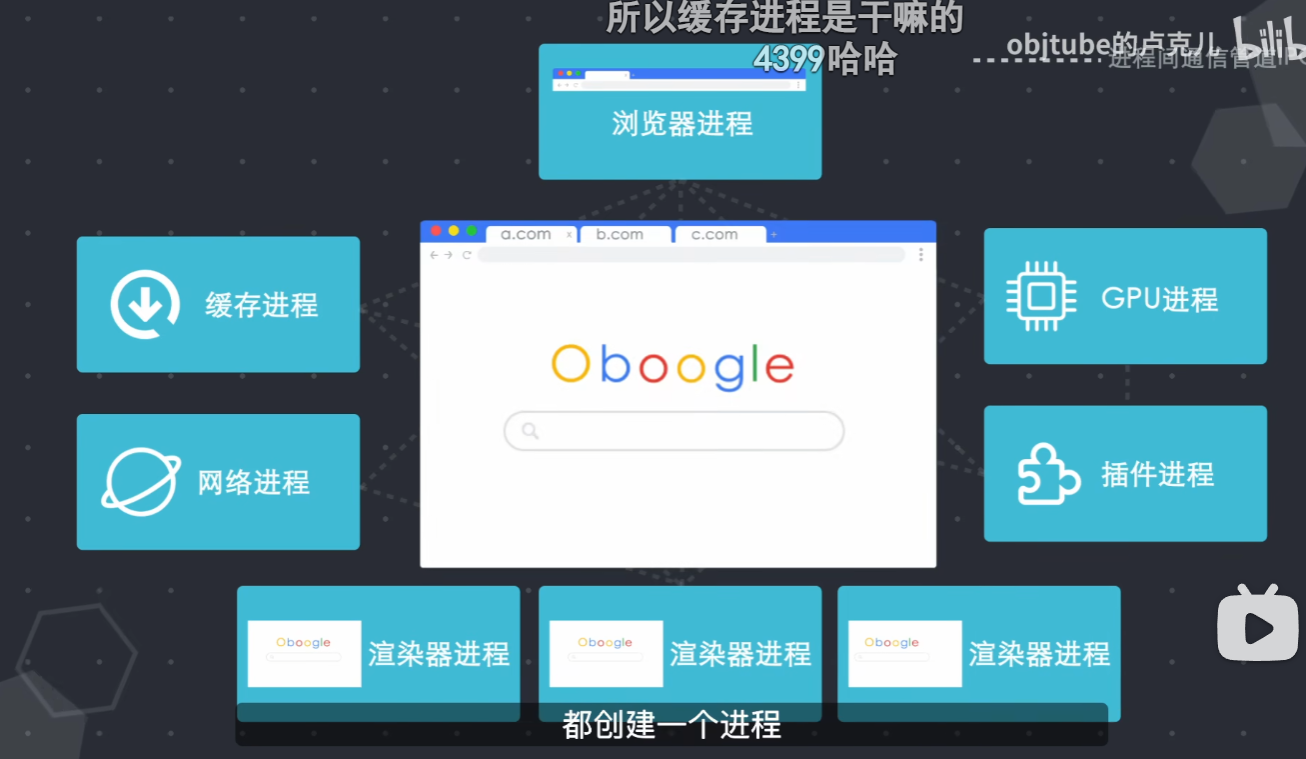 所以缓存进程是干嘛的
4399哈哈
objtube的卢克儿
bilibili
进程间通信管道IPC
浏览器进程
a.com x
b.com
c.com +
缓存进程
GPU进程
Oboogle
网络进程
插件进程
Oboogle
渲染器进程
Oboogle
渲染器进程
Oboogle
渲染器进程
都创建一个进程